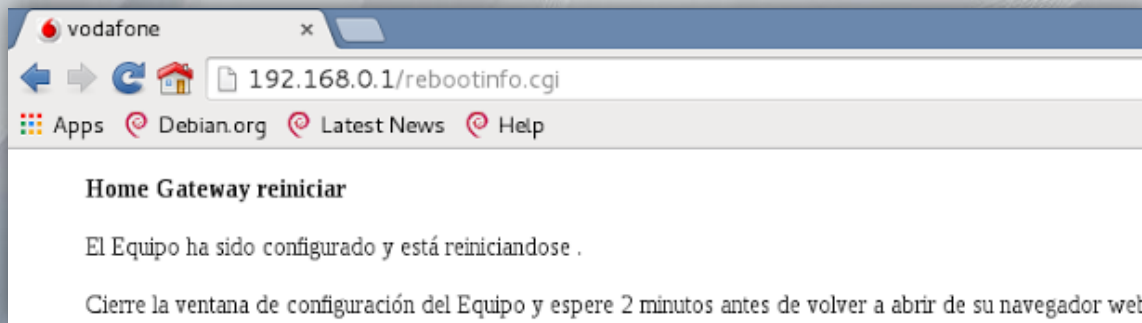 vodafone
192.168.0.1/rebootinfo.cgi
Apps Debian.org Latest News Help
Home Gateway reiniciar
El Equipo ha sido configurado y está reiniciandose .
Cierre la ventana de configuración del Equipo y espere 2 minutos antes de volver a abrir de su navegador web